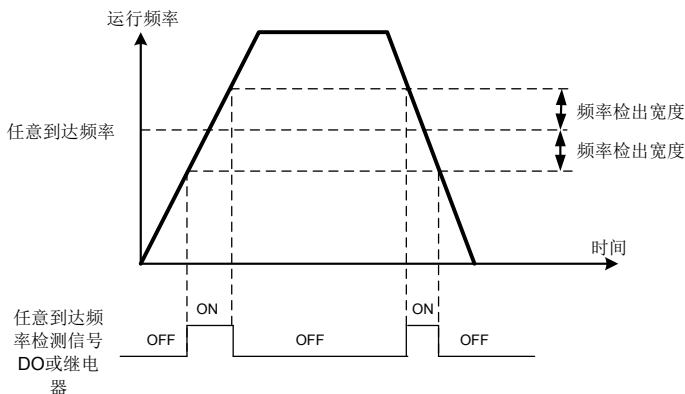 运行频率
任意到达频率
频率检出宽度
频率检出宽度
时间
任意到达频
率检测信号
DO或继电
器
OFF
ON
OFF
ON
OFF